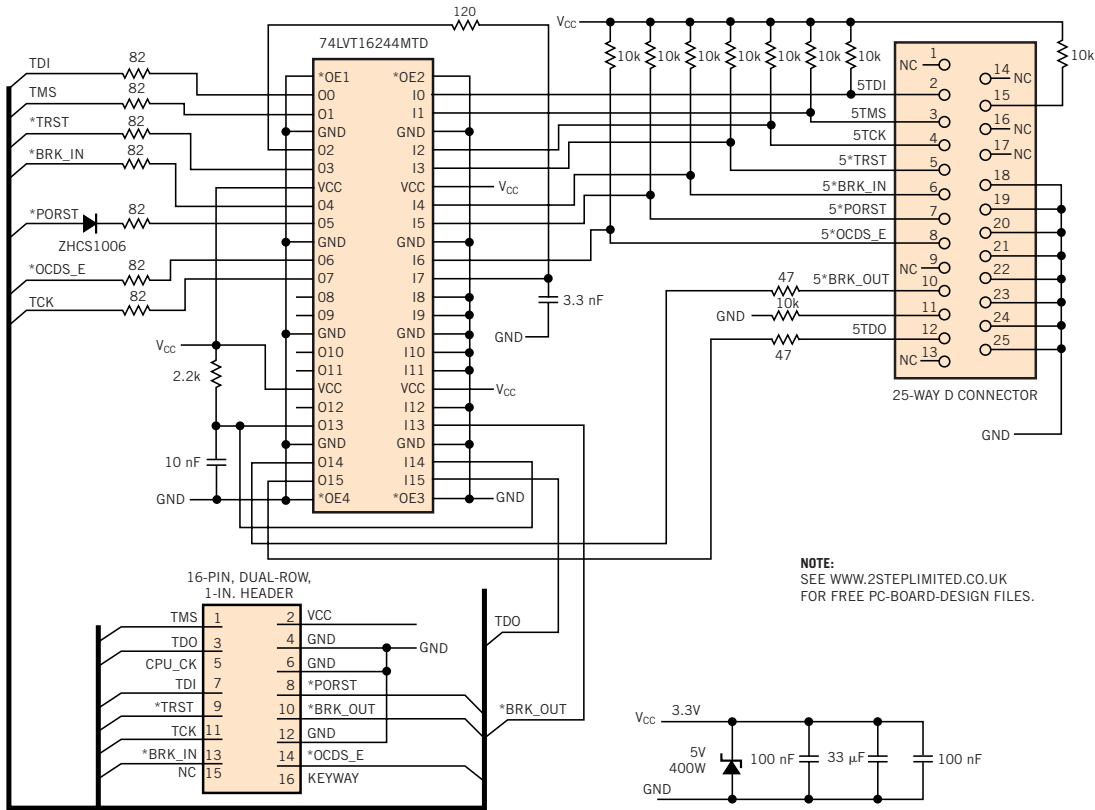 120
74LVT16244MTD
VCC
10k 10k 10k 10k 10k 10k 10k
10k
TDI 82
TMS 82
*TRST 82
*BRK_IN 82
*PORST 82
ZHCS1006
*OCDS_E 82
TCK 82
VCC
2.2k
10 nF
GND
*OE1 *OE2
O0 I0
O1 I1
GND GND
O2 I2
O3 I3
VCC VCC
O4 I4
O5 I5
GND GND
O6 I6
O7 I7
O8 I8
O9 I9
GND GND
O10 I10
O11 I11
VCC VCC
O12 I12
O13 I13
GND GND
O14 I14
O15 I15
*OE4 *OE3
VCC
VCC
GND
3.3 nF
GND
NC 1
5TDI 2
5TMS 3
5TCK 4
5*TRST 5
5*BRK_IN 6
5*PORST 7
5*OCDS_E 8
NC 9
47 5*BRK_OUT 10
GND 10k 11
47 5TDO 12
NC 13
14 NC
15
16 NC
17 NC
18
19
20
21
22
23
24
25
25-WAY D CONNECTOR
GND
NOTE:
SEE WWW.2STEPLIMITED.CO.UK
FOR FREE PC-BOARD-DESIGN FILES.
16-PIN, DUAL-ROW,
1-IN. HEADER
TMS 1 2 VCC
TDO 3 4 GND
GND
CPU_CK 5 6 GND
TDI 7 8 *PORST
*TRST 9 10 *BRK_OUT
TCK 11 12 GND
*BRK_IN 13 14 *OCDS_E
NC 15 16 KEYWAY
TDO
*BRK_OUT
VCC 3.3V
5V
400W
100 nF 33 µF 100 nF
GND